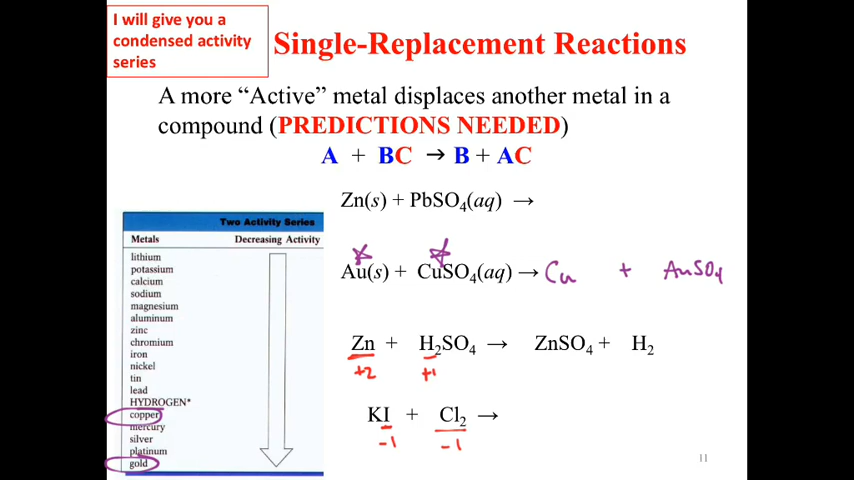 I will give you a
condensed activity
series
Single-Replacement Reactions
A more “Active” metal displaces another metal in a
compound (PREDICTIONS NEEDED)
A + BC → B + AC
Zn(s) + PbSO₄(aq) →
Two Activity Series
Metals Decreasing Activity
lithium
potassium
calcium
sodium
magnesium
aluminum
zinc
chromium
iron
nickel
tin
lead
HYDROGEN*
copper
mercury
silver
platinum
gold
Au(s) + CuSO₄(aq) → Cu + AuSO₄
Zn + H₂SO₄ → ZnSO₄ + H₂
+2 +1
KI + Cl₂ →
-1 -1
11